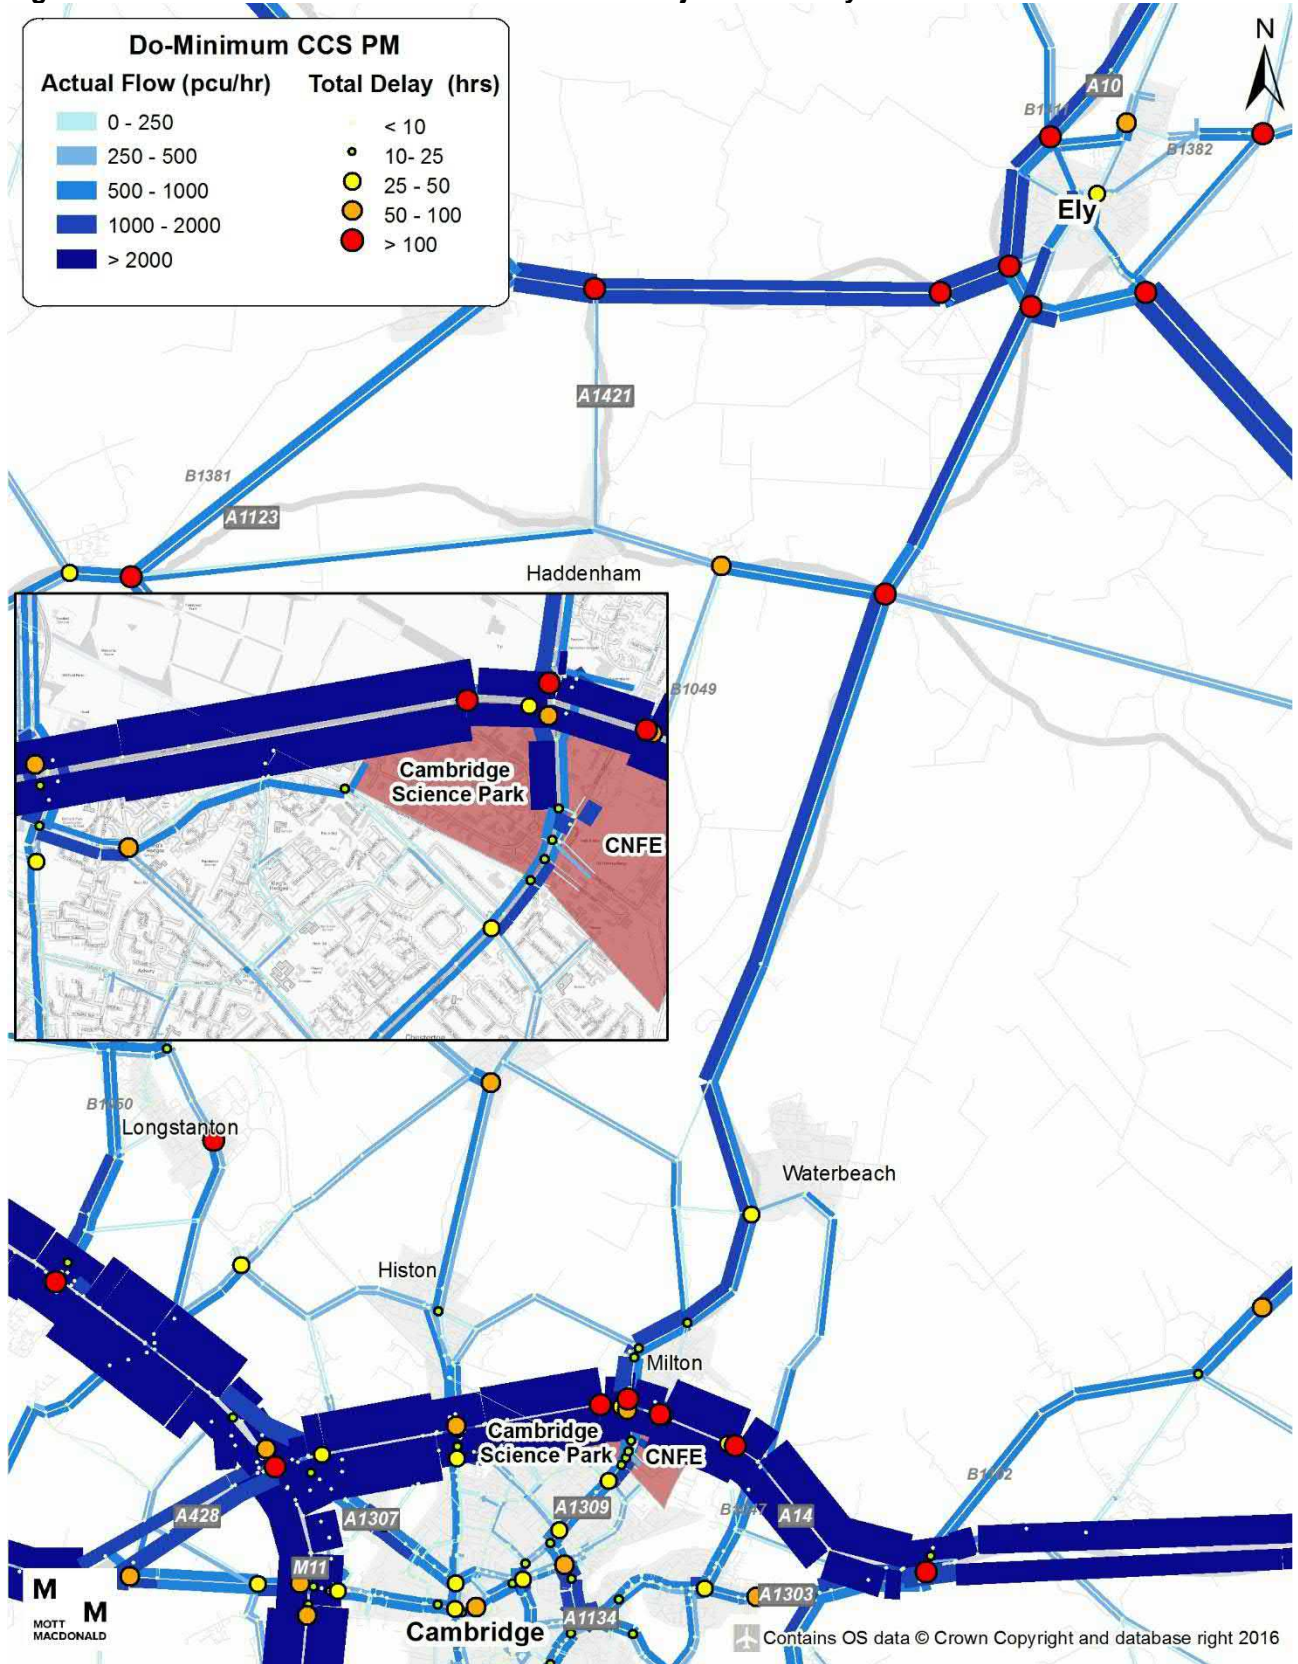 Do-Minimum CCS PM
Actual Flow (pcu/hr)
Total Delay (hrs)
0 - 250
250 - 500
500 - 1000
1000 - 2000
> 2000
< 10
10- 25
25 - 50
50 - 100
> 100
N
A10
B1382
Ely
A1421
B1381
A1123
Haddenham
B1049
Cambridge
Science Park
CNFE
Longstanton
Waterbeach
Histon
Milton
Cambridge
Science Park
CNFE
A428
A1307
A1309
A14
M11
A1303
A1134
Cambridge
M
M
MOTT
MACDONALD
Contains OS data © Crown Copyright and database right 2016